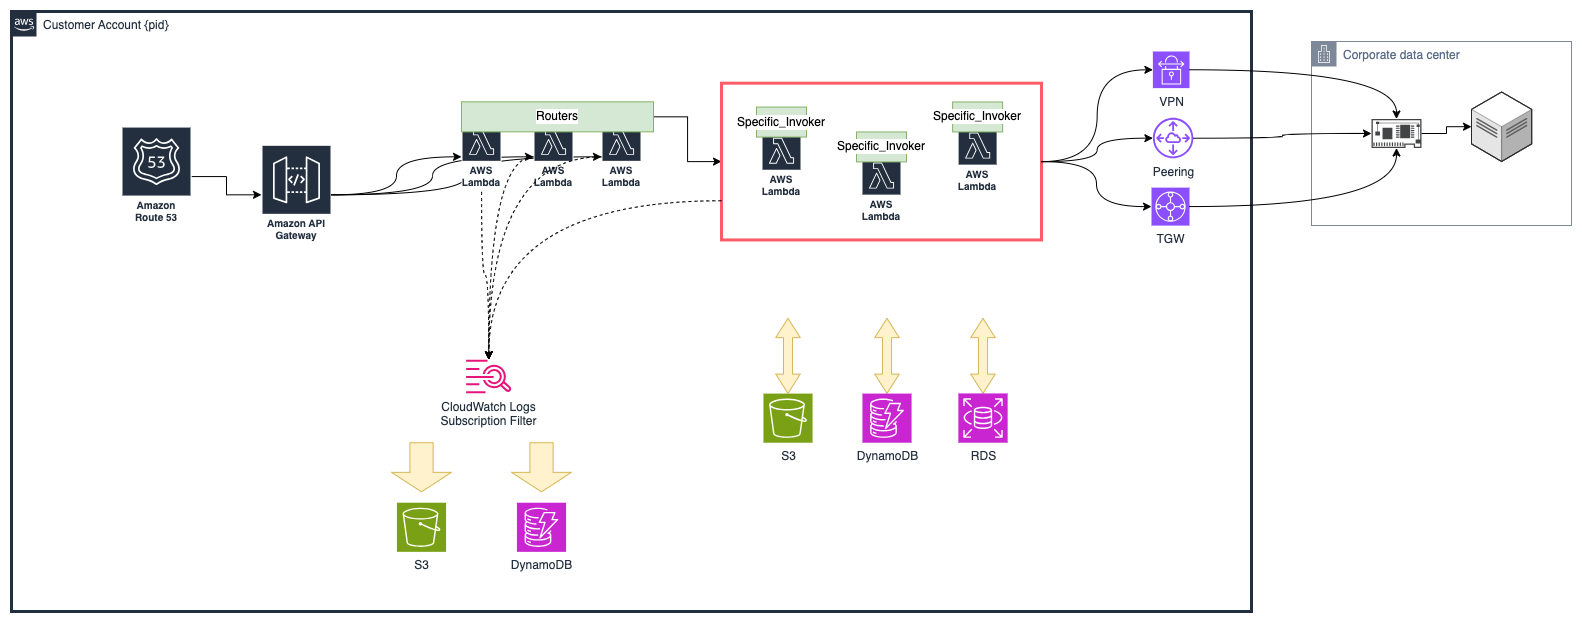 aws
Customer Account {pid}
Corporate data center
Routers
Specific_Invoker
Specific_Invoker
Specific_Invoker
VPN
53
AWS
Lambda
AWS
Lambda
AWS
Lambda
AWS
Lambda
AWS
Lambda
AWS
Lambda
Peering
Amazon
Route 53
Amazon API
Gateway
TGW
CloudWatch Logs
Subscription Filter
S3
DynamoDB
RDS
S3
DynamoDB